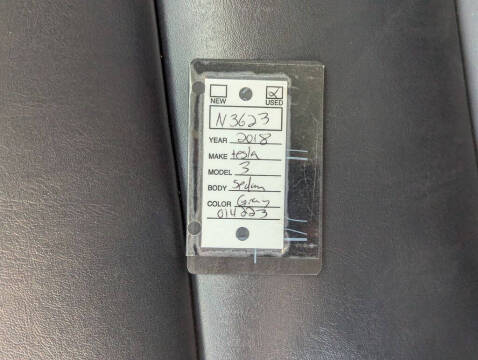 NEW USED
N3623
YEAR 2018
MAKE tesla
MODEL 3
BODY Sedan
COLOR Gray
014223